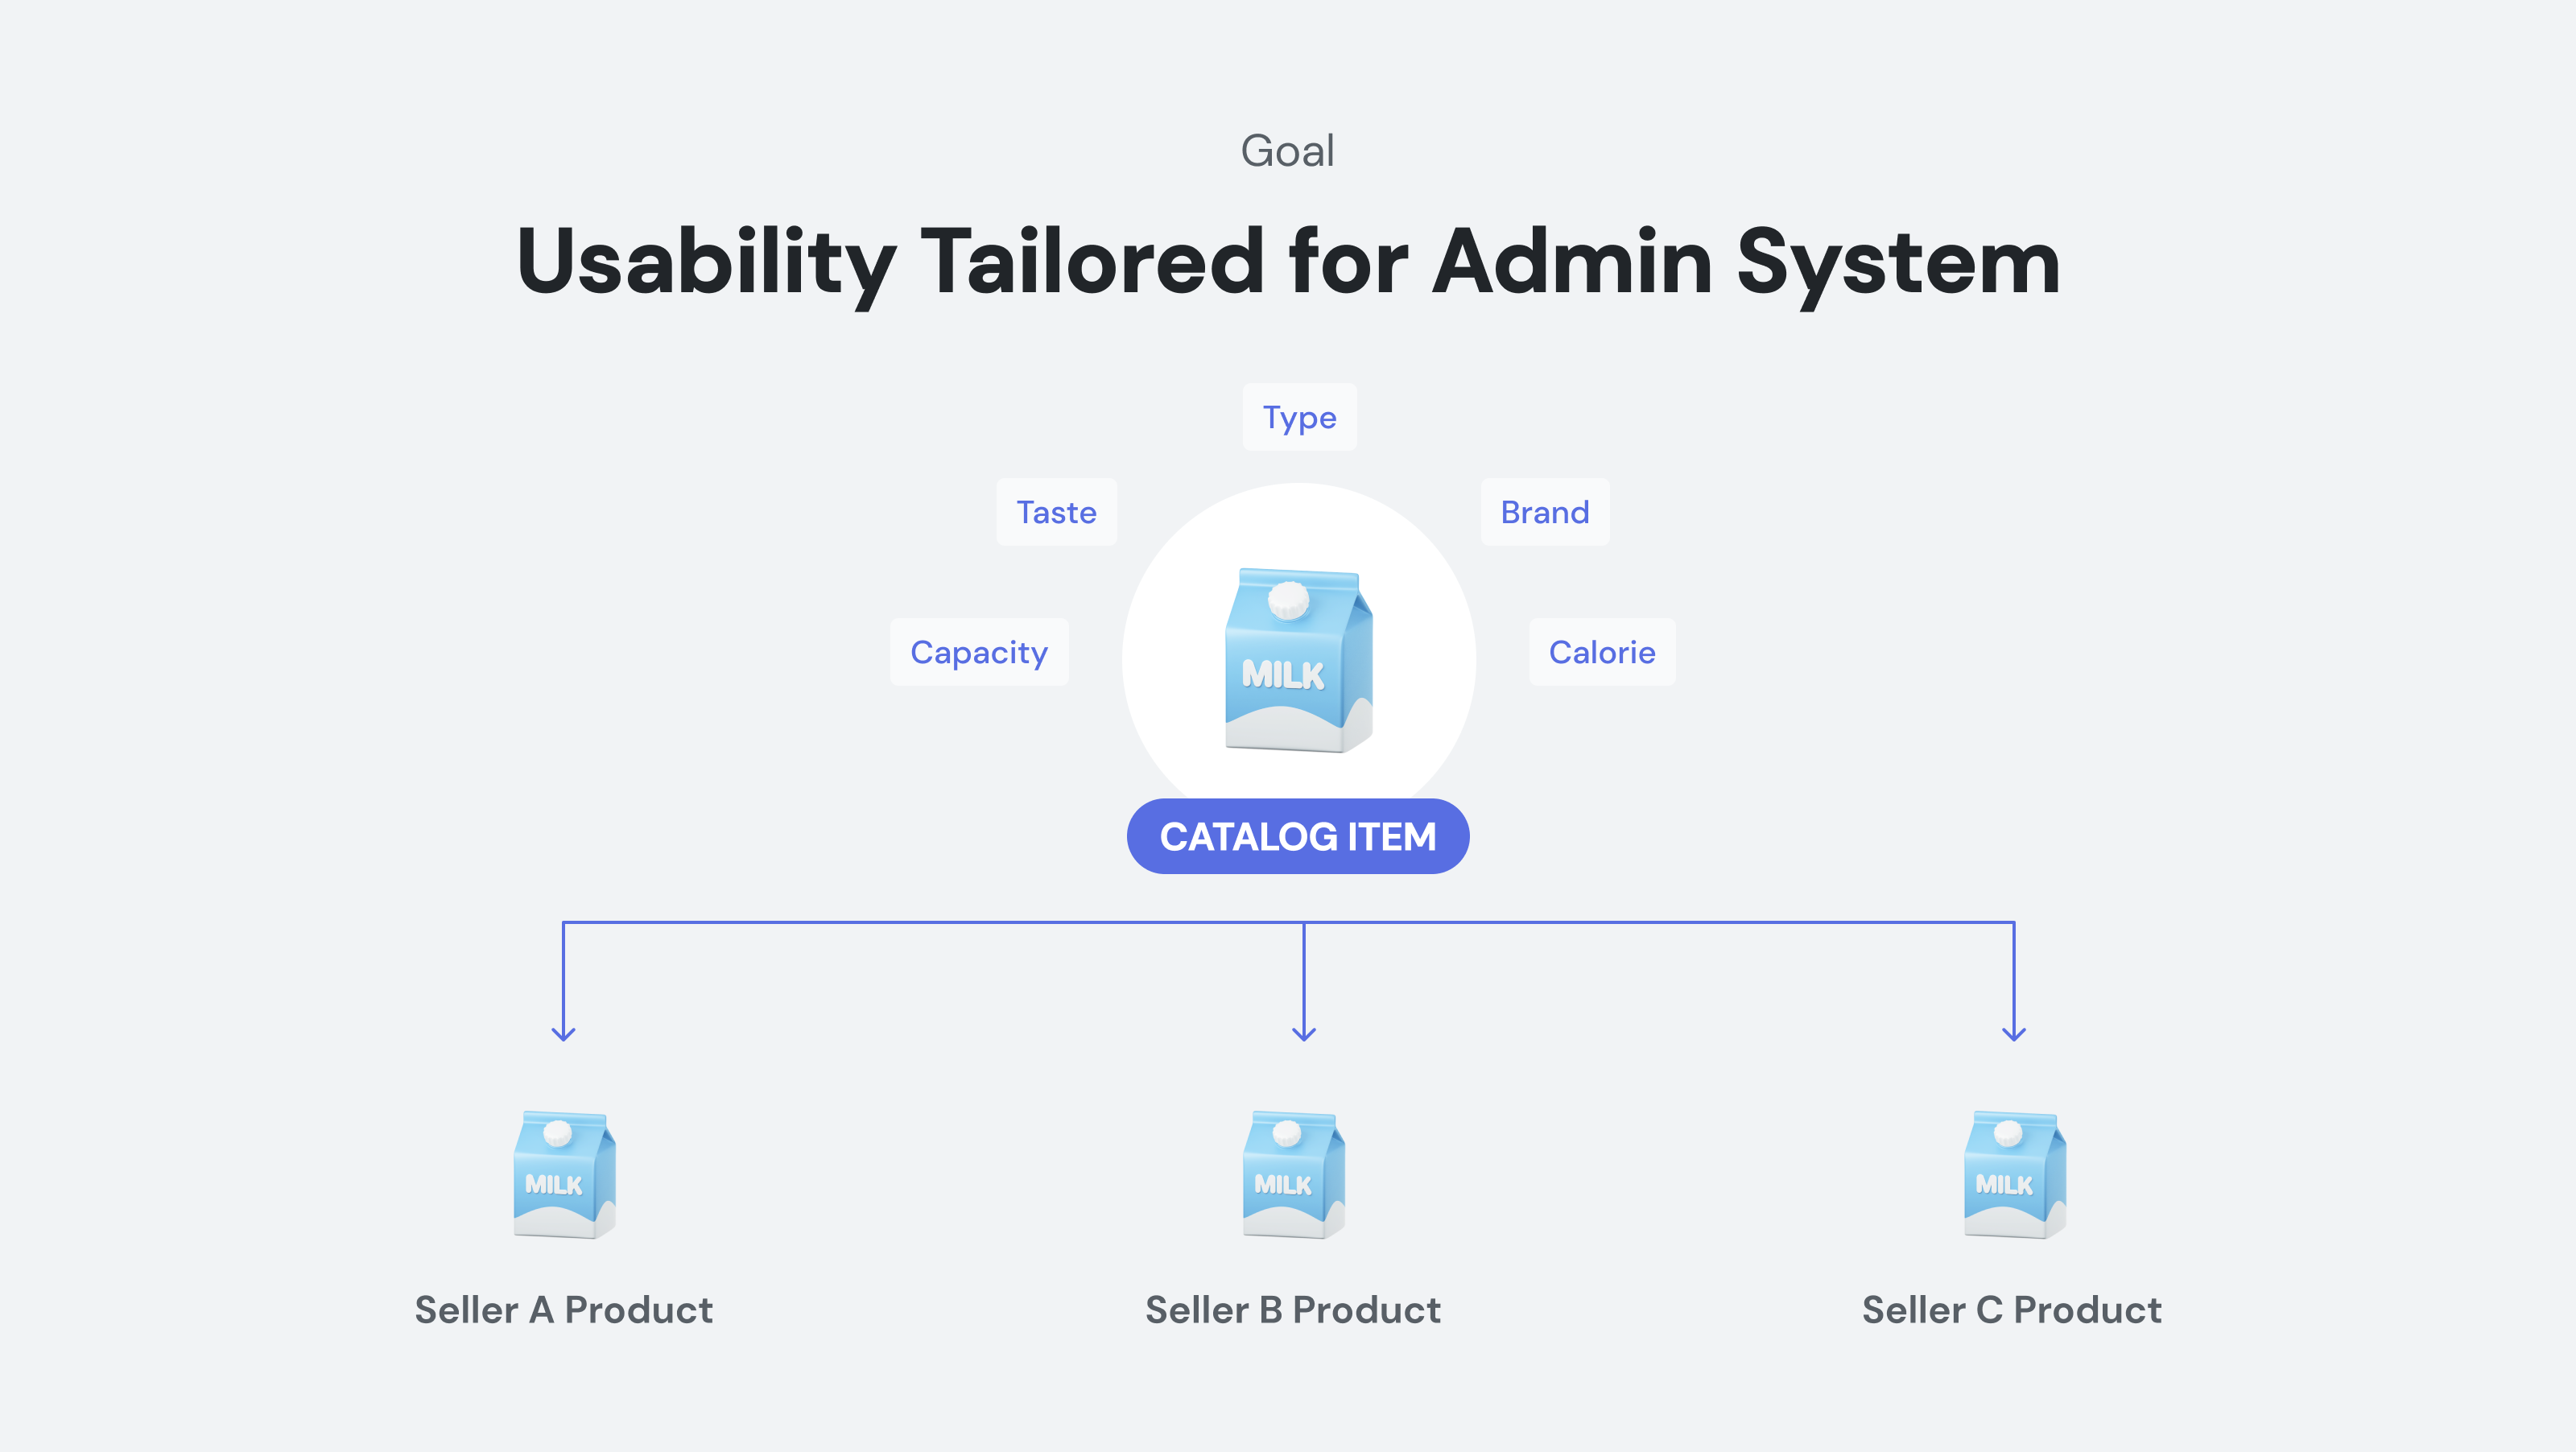 Goal
Usability Tailored for Admin System
Type
Taste
Brand
Capacity
Calorie
MILK
CATALOG ITEM
MILK
MILK
MILK
Seller A Product
Seller B Product
Seller C Product